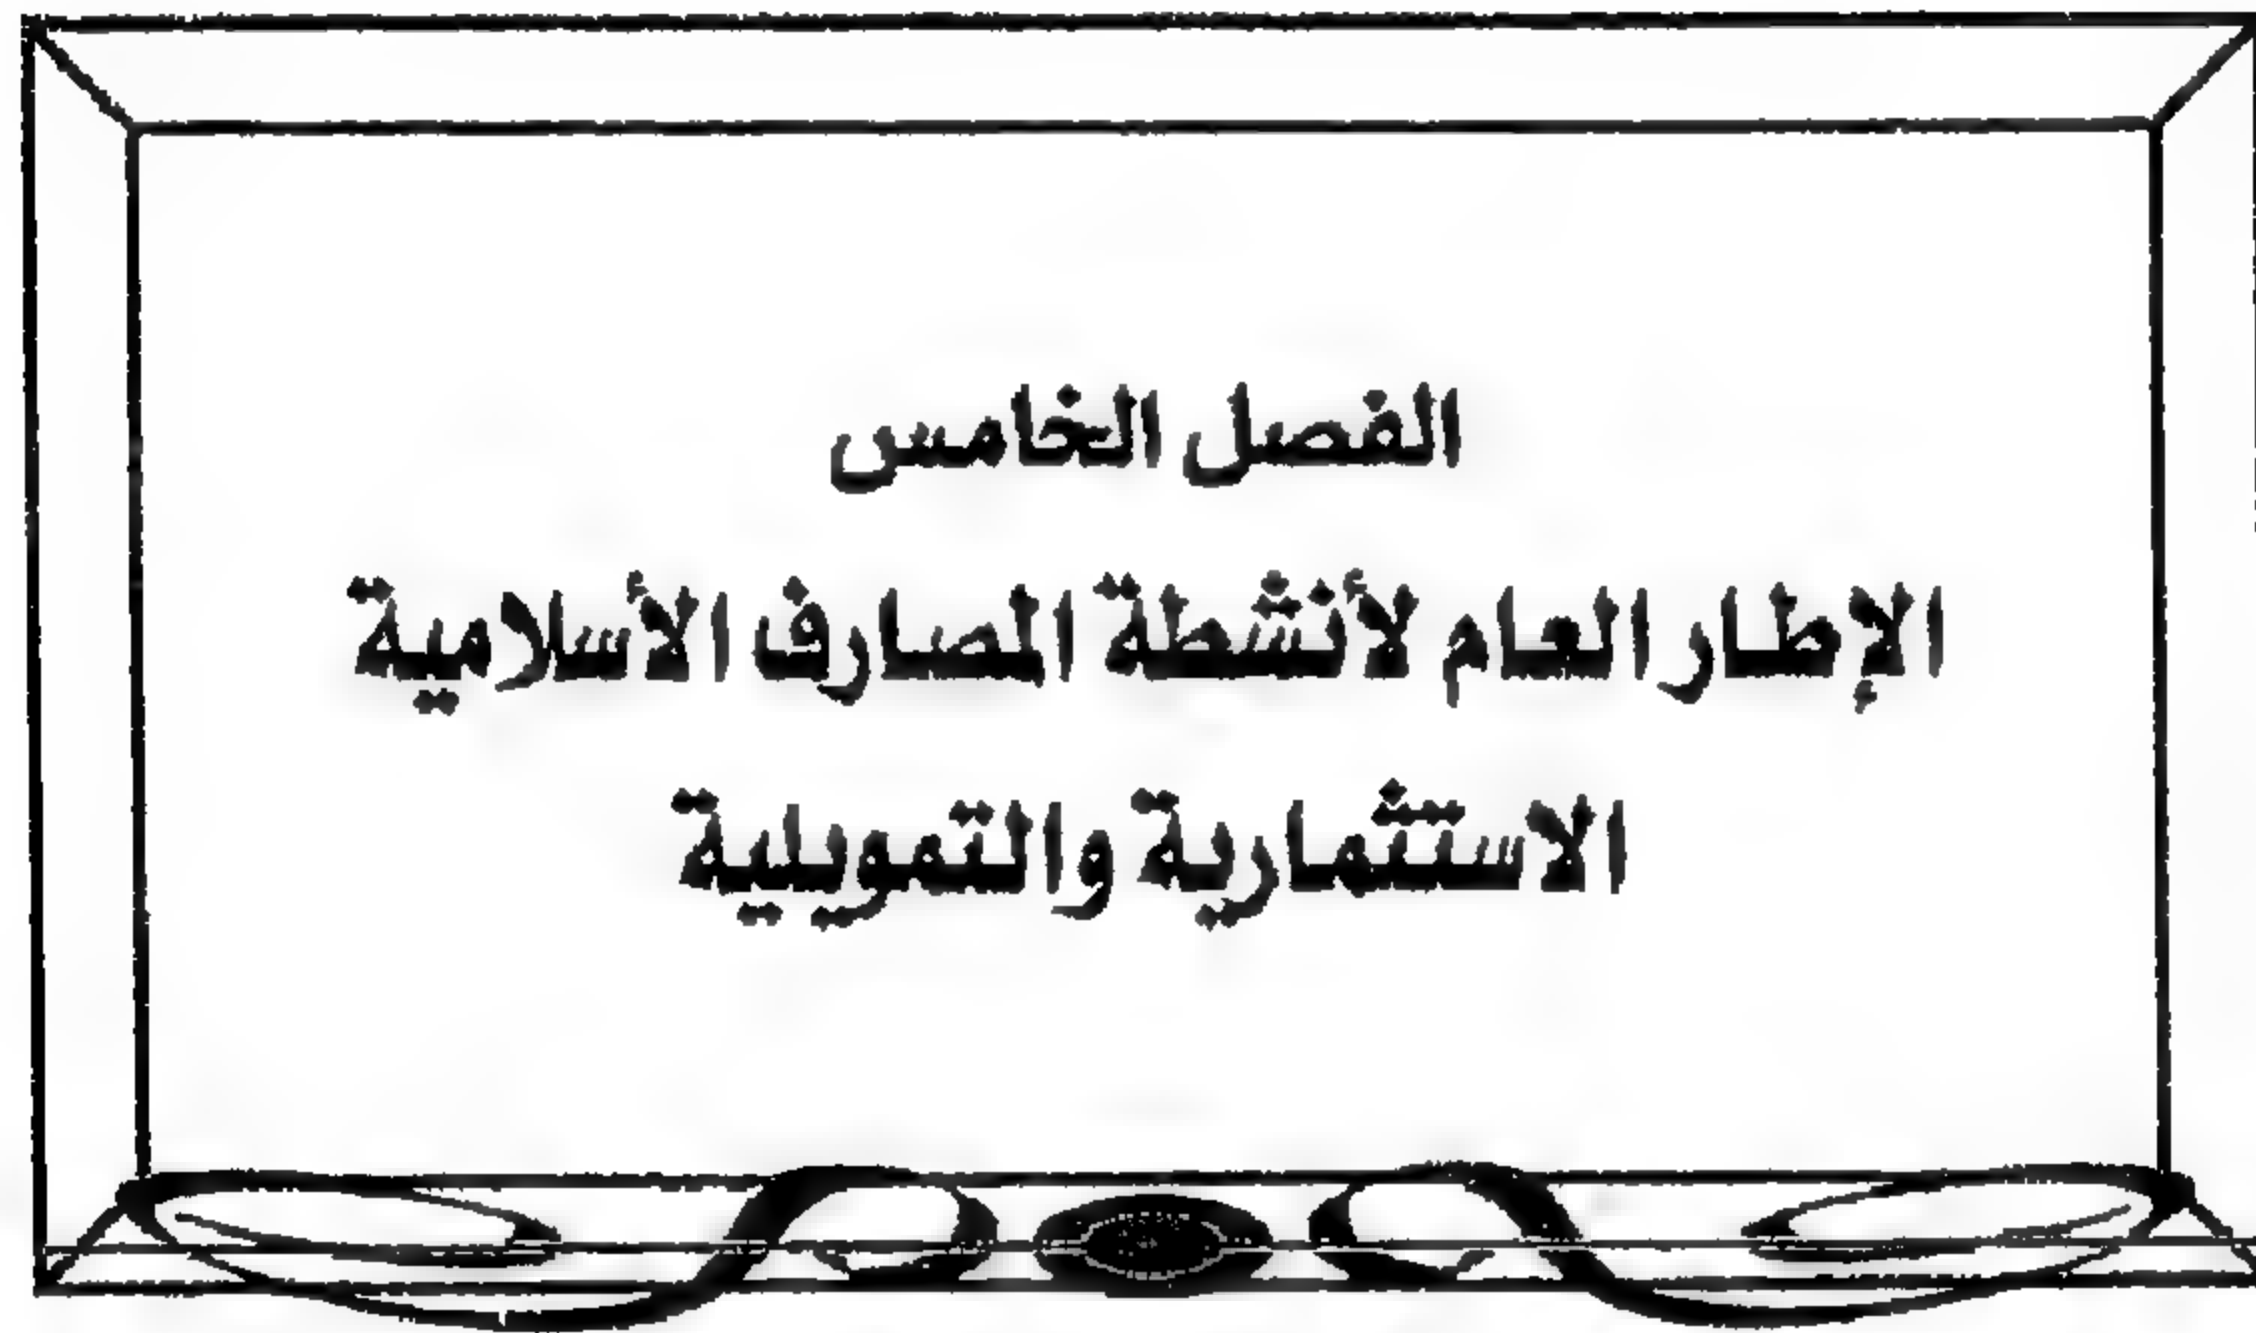 الفصل الخامس
الإطار العام لأنشطة المصارف الأسلامية
الاستثمارية والتمويلية